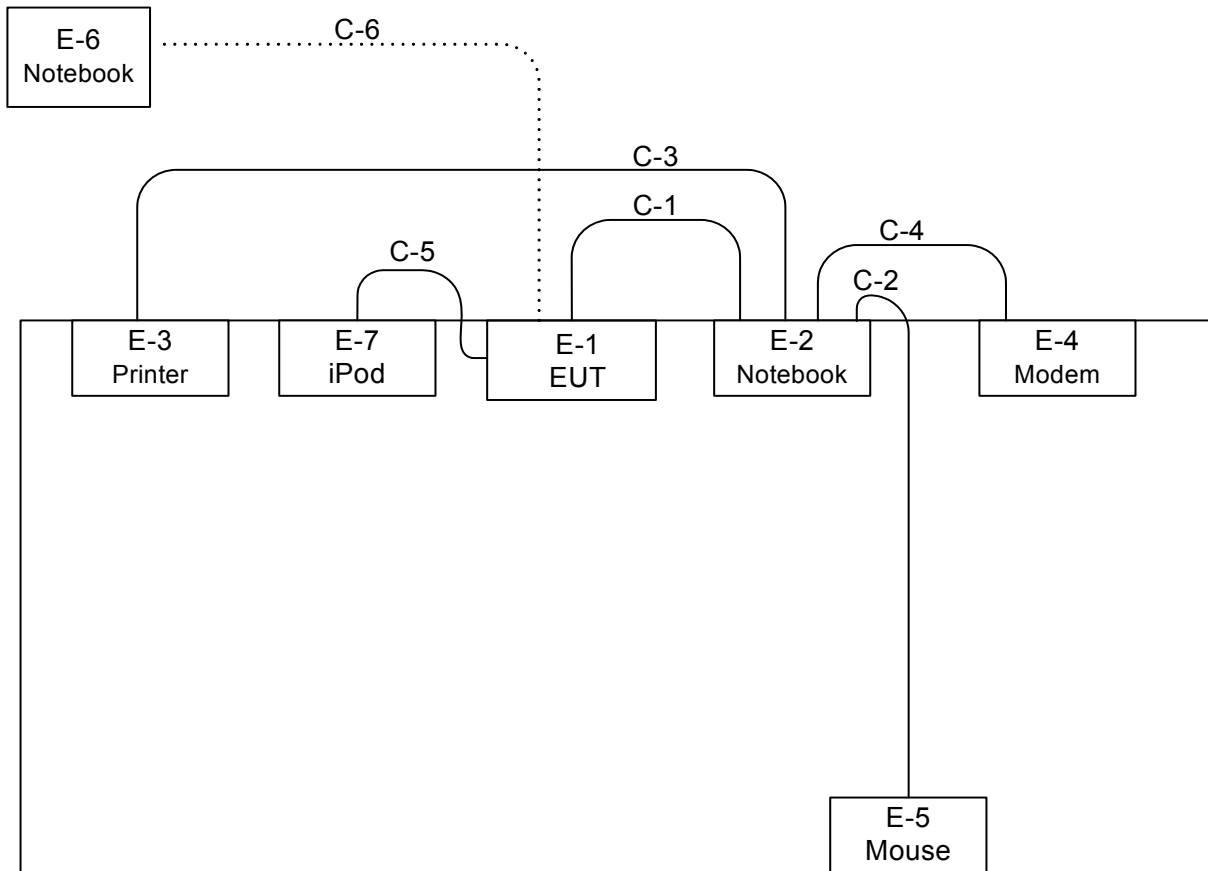 E-6
Notebook
C-6
C-3
C-1
C-4
C-5
C-2
E-3
Printer
E-7
iPod
E-1
EUT
E-2
Notebook
E-4
Modem
E-5
Mouse